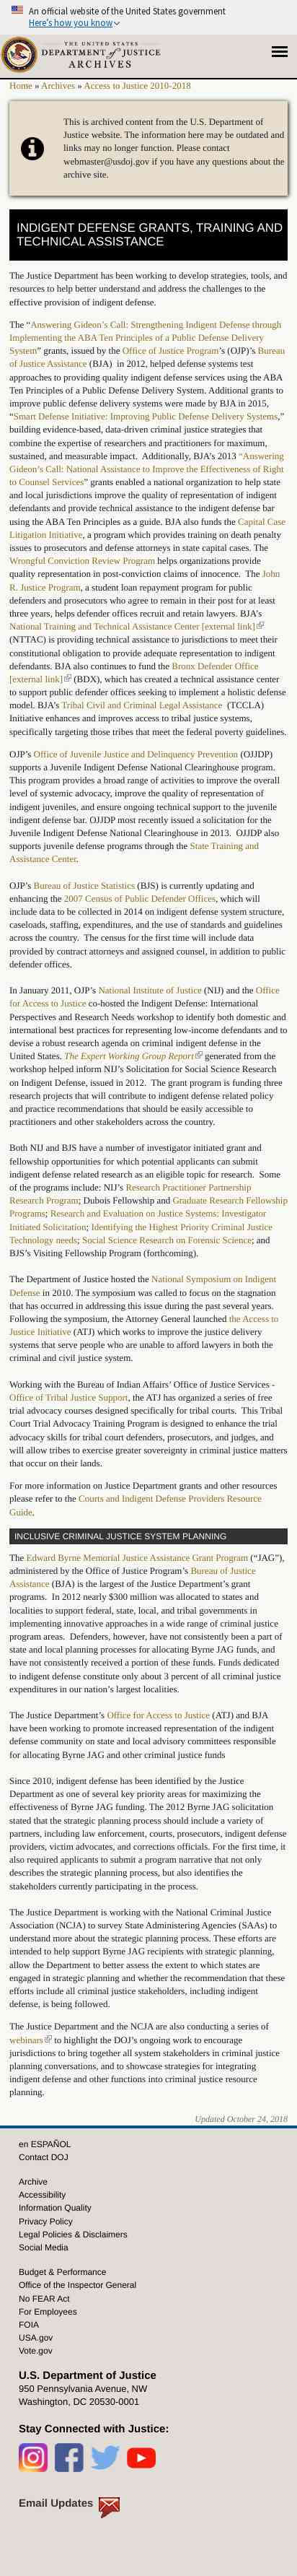 An official website of the United States government
Here's how you know
THE UNITED STATES
DEPARTMENT of JUSTICE
ARCHIVES
Home » Archives » Access to Justice 2010-2018
This is archived content from the U.S. Department of
Justice website. The information here may be outdated and
links may no longer function. Please contact
webmaster@usdoj.gov if you have any questions about the
archive site.
INDIGENT DEFENSE GRANTS, TRAINING AND
TECHNICAL ASSISTANCE
The Justice Department has been working to develop strategies, tools, and
resources to help better understand and address the challenges to the
effective provision of indigent defense.
The “Answering Gideon’s Call: Strengthening Indigent Defense through
Implementing the ABA Ten Principles of a Public Defense Delivery
System” grants, issued by the Office of Justice Program’s (OJP)’s Bureau
of Justice Assistance (BJA)  in 2012, helped defense systems test
approaches to providing quality indigent defense services using the ABA
Ten Principles of a Public Defense Delivery System. Additional grants to
improve public defense delivery systems were made by BJA in 2015,
“Smart Defense Initiative: Improving Public Defense Delivery Systems,”
building evidence-based, data-driven criminal justice strategies that
combine the expertise of researchers and practitioners for maximum,
sustained, and measurable impact.  Additionally, BJA’s 2013 “Answering
Gideon’s Call: National Assistance to Improve the Effectiveness of Right
to Counsel Services” grants enabled a national organization to help state
and local jurisdictions improve the operation of their indigent defense
delivery systems and provide technical assistance to indigent defenders
using the ABA Ten Principles as a guide. BJA also funds the Capital Case
Litigation Initiative, a program which provides training on death penalty
issues to prosecutors and defense attorneys in state capital cases. The
Wrongful Conviction Review Program helps organizations provide
quality representation in post-conviction claims of innocence.  The John
R. Justice Program, a student loan repayment program for public
defenders and prosecutors who agree to remain in their jobs for at least
three years, helps defender offices recruit and retain lawyers. BJA’s
National Training and Technical Assistance Center [external link]
(NTTAC) is providing technical assistance to jurisdictions to better
understand, communicate and improve quality representation to indigent
defendants. BJA also continues to fund the Bronx Defender Office
[external link] (BDX), which has created a technical assistance center
to support public defender offices seeking to implement a holistic defense
model. BJA’s Tribal Civil and Criminal Legal Assistance  (TCCLA)
Initiative enhances and improves access to tribal justice systems,
specifically targeting those that meet the federal poverty guidelines.
OJP’s Office of Juvenile Justice and Delinquency Prevention (OJJDP)
supports a Juvenile Indigent Defense National Clearinghouse program.
This program provides a broad range of activities that will improve the
overall level of systemic advocacy, improve the quality of representation of
indigent juveniles, and ensure ongoing technical support to the juvenile
indigent defense bar. OJJDP most recently issued a solicitation for the
Juvenile Indigent Defense National Clearinghouse in 2013.  OJJDP also
supports juvenile defense programs through the State Training and
Assistance Center.
OJP’s Bureau of Justice Statistics (BJS) is currently updating and
enhancing the 2007 Census of Public Defender Offices, which will
include data to be collected in 2014 on indigent defense system structure,
caseloads, staffing, expenditures, and the use of standards and guidelines
across the country.  The census for the first time will include data
provided by contract attorneys and assigned counsel, in addition to public
defender offices.
In January 2011, OJP’s National Institute of Justice (NIJ) and the Office
for Access to Justice co-hosted the Indigent Defense: International
Perspectives and Research Needs workshop to identify both domestic and
international best practices for representing low-income defendants and to
devise a robust research agenda on criminal indigent defense in the
United States. The Expert Working Group Report generated from the
workshop helped inform NIJ’s Solicitation for Social Science Research
on Indigent Defense, issued in 2012.  The grant program is funding three
research projects that will contribute to indigent defense related policy
and practice recommendations that should be easily accessible to
practitioners and other stakeholders across the country.
Both NIJ and BJS have a number of investigator initiated grant and
fellowship opportunities for which potential applicants can submit
indigent defense related research as an eligible topic for research.  Some
of the programs include: NIJ’s Research Practitioner Partnership
Research Program; Dubois Fellowship and Graduate Research Fellowship
Programs; Research and Evaluation on Justice Systems; Investigator
Initiated Solicitation; Identifying the Highest Priority Criminal Justice
Technology needs; Social Science Research on Forensic Science; and
BJS’s Visiting Fellowship Program (forthcoming).
The Department of Justice hosted the National Symposium on Indigent
Defense in 2010. The symposium was called to focus on the stagnation
that has occurred in addressing this issue during the past several years.
Following the symposium, the Attorney General launched the Access to
Justice Initiative (ATJ) which works to improve the justice delivery
systems that serve people who are unable to afford lawyers in both the
criminal and civil justice system.
Working with the Bureau of Indian Affairs’ Office of Justice Services -
Office of Tribal Justice Support, the ATJ has organized a series of free
trial advocacy courses designed specifically for tribal courts.  This Tribal
Court Trial Advocacy Training Program is designed to enhance the trial
advocacy skills for tribal court defenders, prosecutors, and judges, and
will allow tribes to exercise greater sovereignty in criminal justice matters
that occur on their lands.
For more information on Justice Department grants and other resources
please refer to the Courts and Indigent Defense Providers Resource
Guide.
INCLUSIVE CRIMINAL JUSTICE SYSTEM PLANNING
The Edward Byrne Memorial Justice Assistance Grant Program (“JAG”),
administered by the Office of Justice Program’s Bureau of Justice
Assistance (BJA) is the largest of the Justice Department’s grant
programs.  In 2012 nearly $300 million was allocated to states and
localities to support federal, state, local, and tribal governments in
implementing innovative approaches in a wide range of criminal justice
program areas.  Defenders, however, have not consistently been a part of
state and local planning processes for allocating Byrne JAG funds, and
have not consistently received a portion of these funds. Funds dedicated
to indigent defense constitute only about 3 percent of all criminal justice
expenditures in our nation’s largest localities.
The Justice Department’s Office for Access to Justice (ATJ) and BJA
have been working to promote increased representation of the indigent
defense community on state and local advisory committees responsible
for allocating Byrne JAG and other criminal justice funds
Since 2010, indigent defense has been identified by the Justice
Department as one of several key priority areas for maximizing the
effectiveness of Byrne JAG funding. The 2012 Byrne JAG solicitation
stated that the strategic planning process should include a variety of
partners, including law enforcement, courts, prosecutors, indigent defense
providers, victim advocates, and corrections officials. For the first time, it
also required applicants to submit a program narrative that not only
describes the strategic planning process, but also identifies the
stakeholders currently participating in the process.
The Justice Department is working with the National Criminal Justice
Association (NCJA) to survey State Administering Agencies (SAAs) to
understand more about the strategic planning process. These efforts are
intended to help support Byrne JAG recipients with strategic planning,
allow the Department to better assess the extent to which states are
engaged in strategic planning and whether the recommendation that these
efforts include all criminal justice stakeholders, including indigent
defense, is being followed.
The Justice Department and the NCJA are also conducting a series of
webinars to highlight the DOJ’s ongoing work to encourage
jurisdictions to bring together all system stakeholders in criminal justice
planning conversations, and to showcase strategies for integrating
indigent defense and other functions into criminal justice resource
planning.
Updated October 24, 2018
en ESPAÑOL
Contact DOJ
Archive
Accessibility
Information Quality
Privacy Policy
Legal Policies & Disclaimers
Social Media
Budget & Performance
Office of the Inspector General
No FEAR Act
For Employees
FOIA
USA.gov
Vote.gov
U.S. Department of Justice
950 Pennsylvania Avenue, NW
Washington, DC 20530-0001
Stay Connected with Justice:
Email Updates